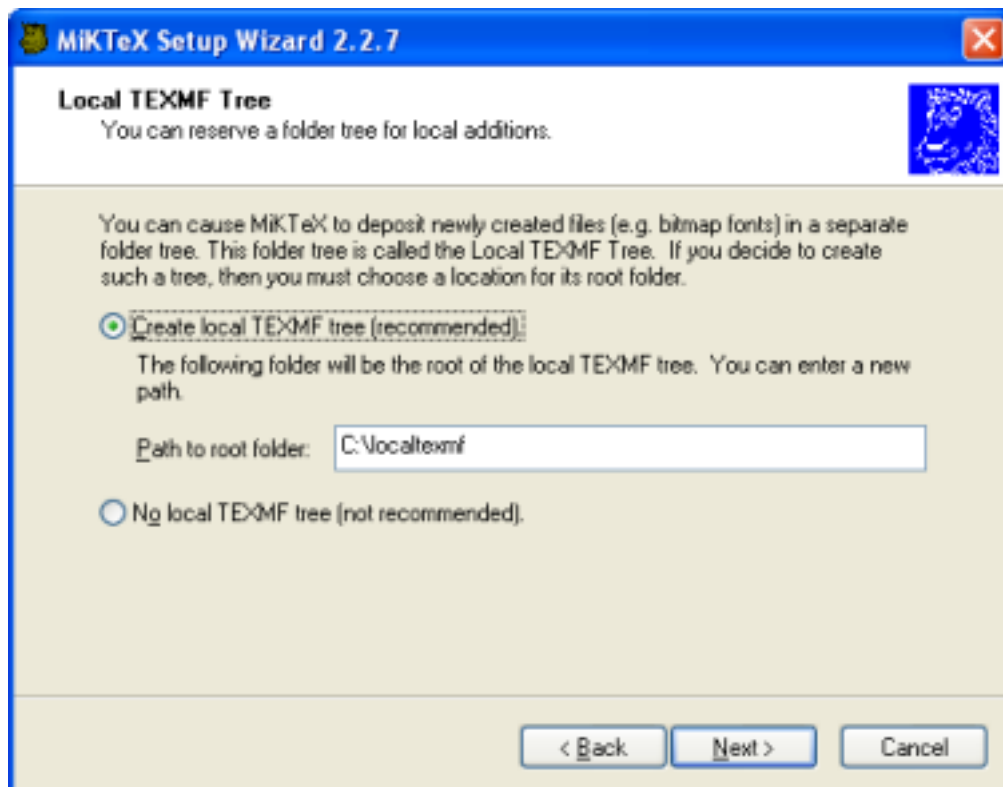 MiKTeX Setup Wizard 2.2.7
Local TEXMF Tree
You can reserve a folder tree for local additions.
You can cause MiKTeX to deposit newly created files (e.g. bitmap fonts) in a separate
folder tree. This folder tree is called the Local TEXMF Tree.  If you decide to create
such a tree, then you must choose a location for its root folder.
Create local TEXMF tree (recommended).
The following folder will be the root of the local TEXMF tree.  You can enter a new
path.
Path to root folder: C:\localtexmf
No local TEXMF tree (not recommended).
< Back Next > Cancel